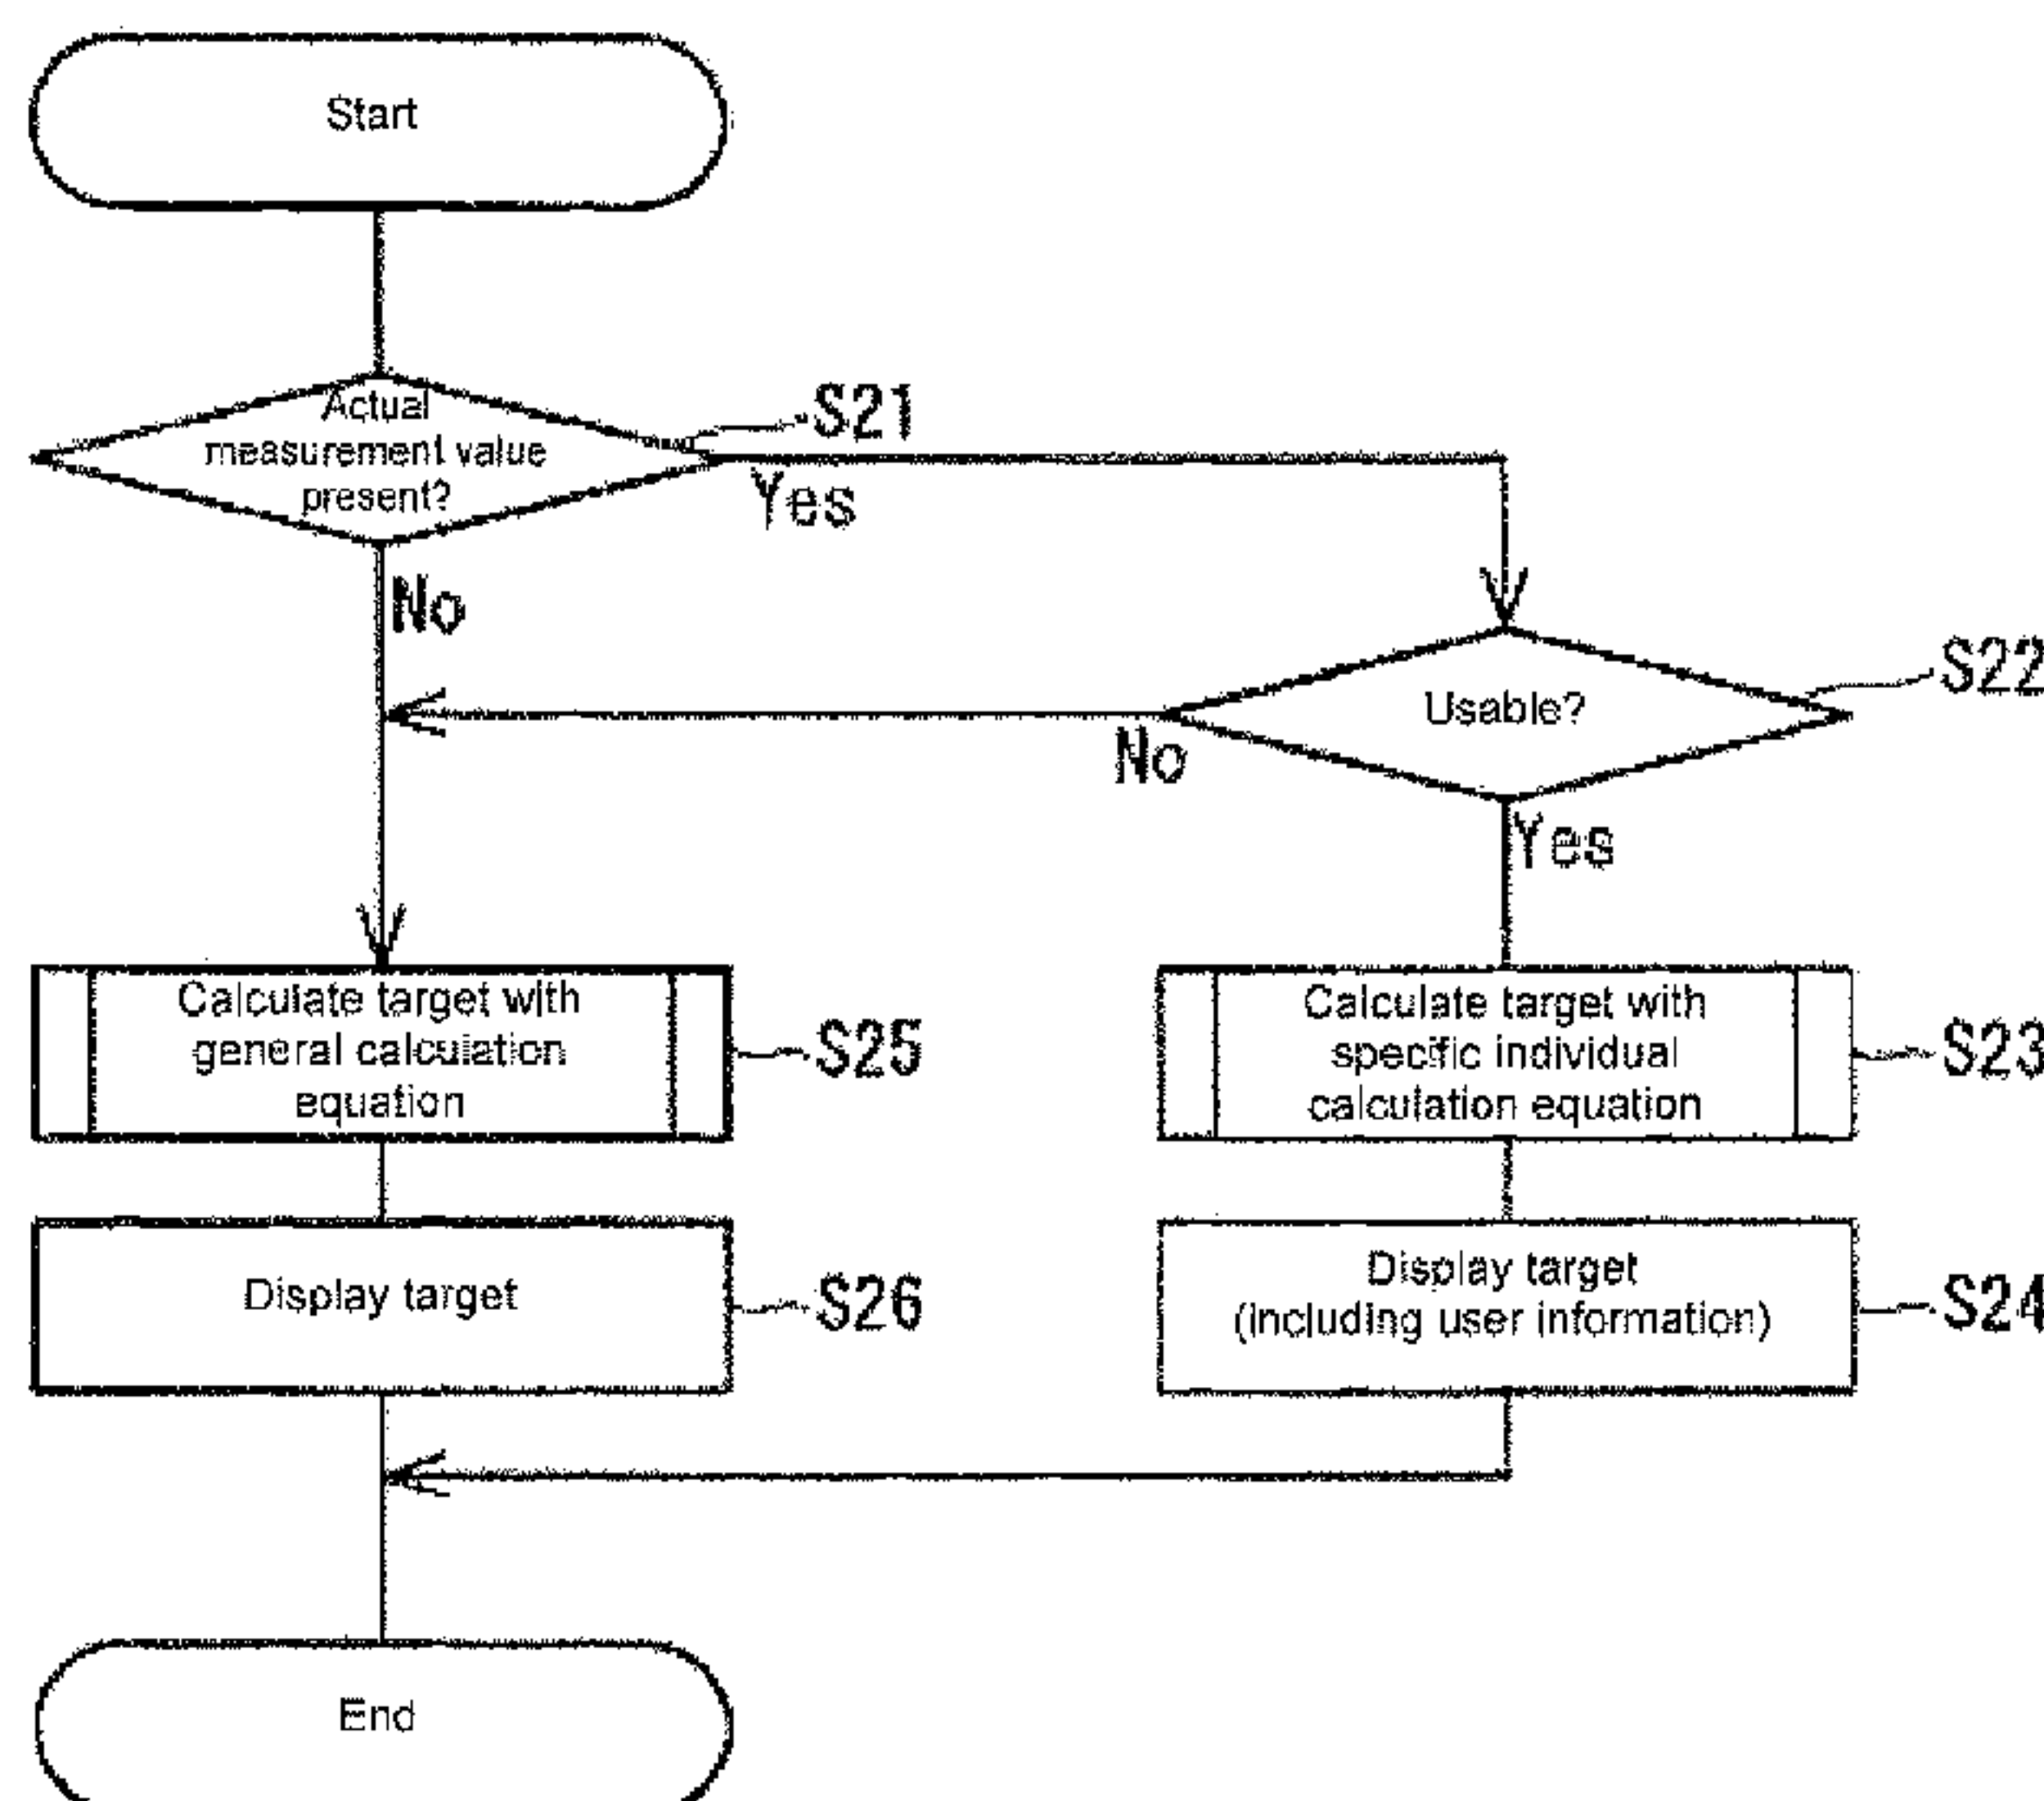 Start
Actual
measurement value
present?
S21
Yes
No
Usable?
S22
No
Yes
Calculate target with
general calculation
equation
S25
Calculate target with
specific individual
calculation equation
S23
Display target
S26
Display target
(including user information)
S24
End